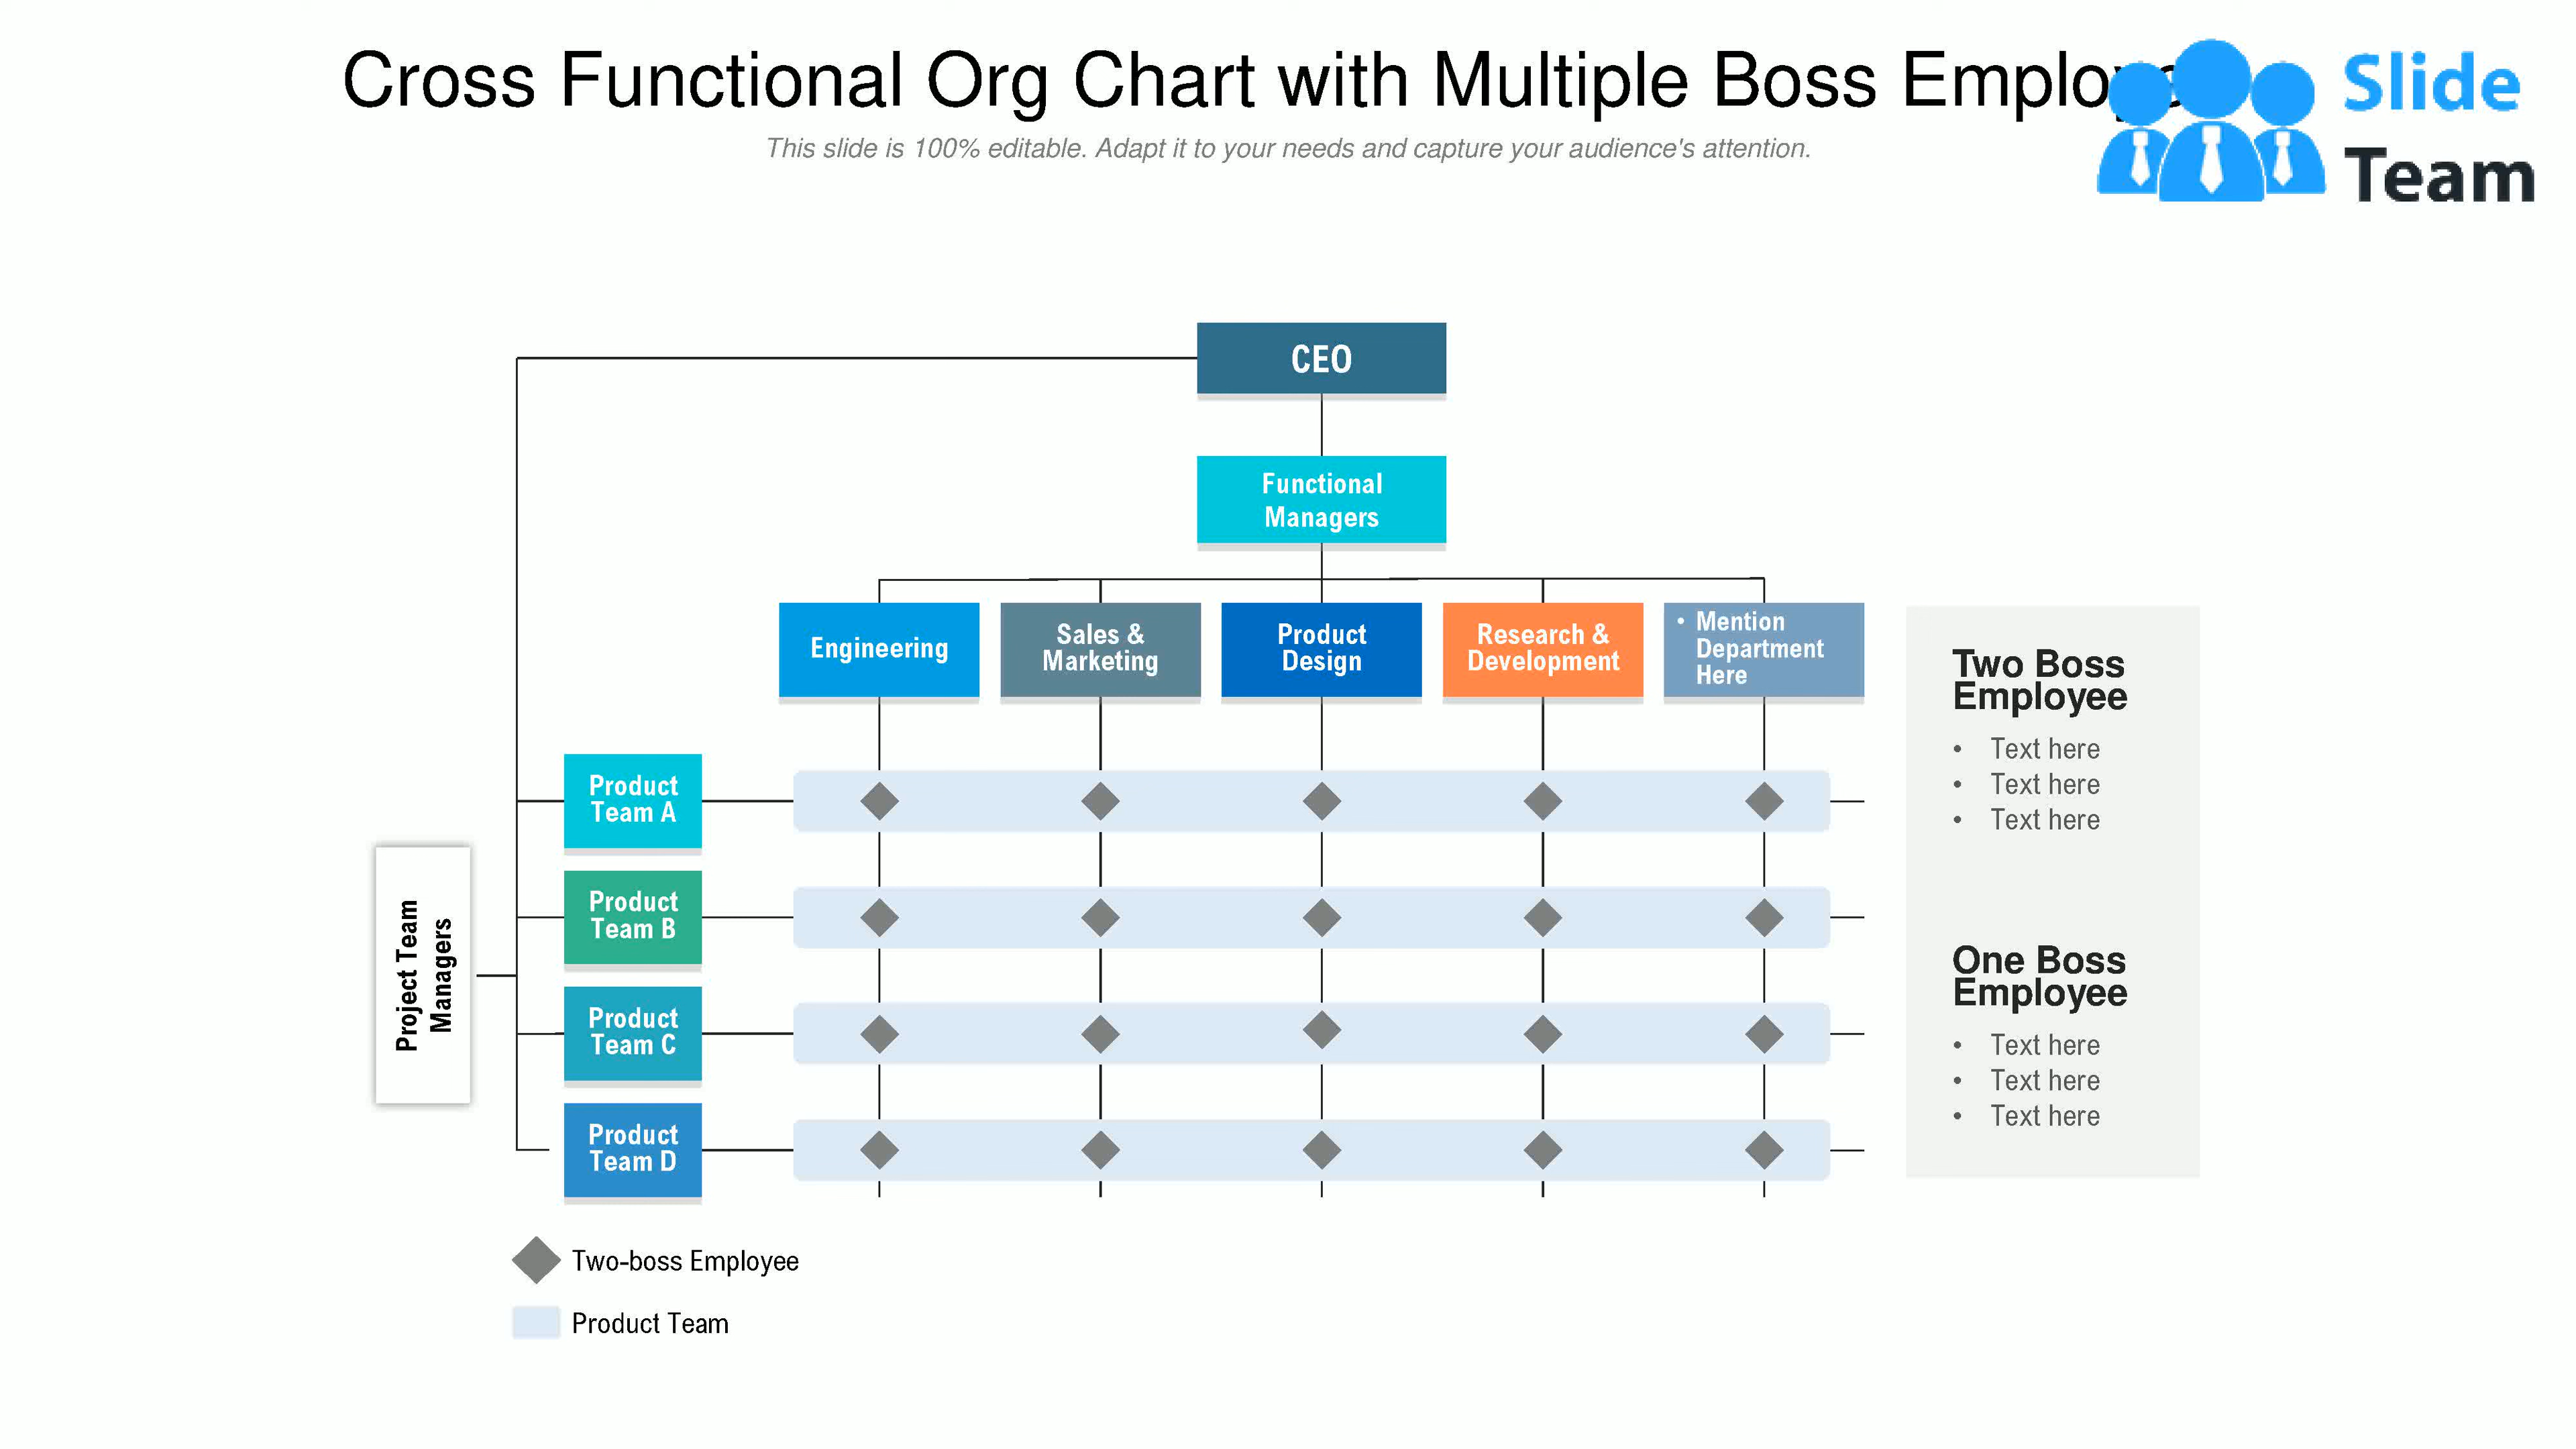 Cross Functional Org Chart with Multiple Boss
This slide is 100% editable. Adapt it to your needs and capture your audience's attention.
Slide
Team
CEO
Functional
Managers
Engineering
Sales &
Marketing
Product
Design
Research &
Development
• Mention
Department
Here
Product
Team A
Product
Team B
Product
Team C
Product
Team D
Project Team
Managers
Two Boss
Employee
• Text here
• Text here
• Text here
One Boss
Employee
• Text here
• Text here
• Text here
Two-boss Employee
Product Team